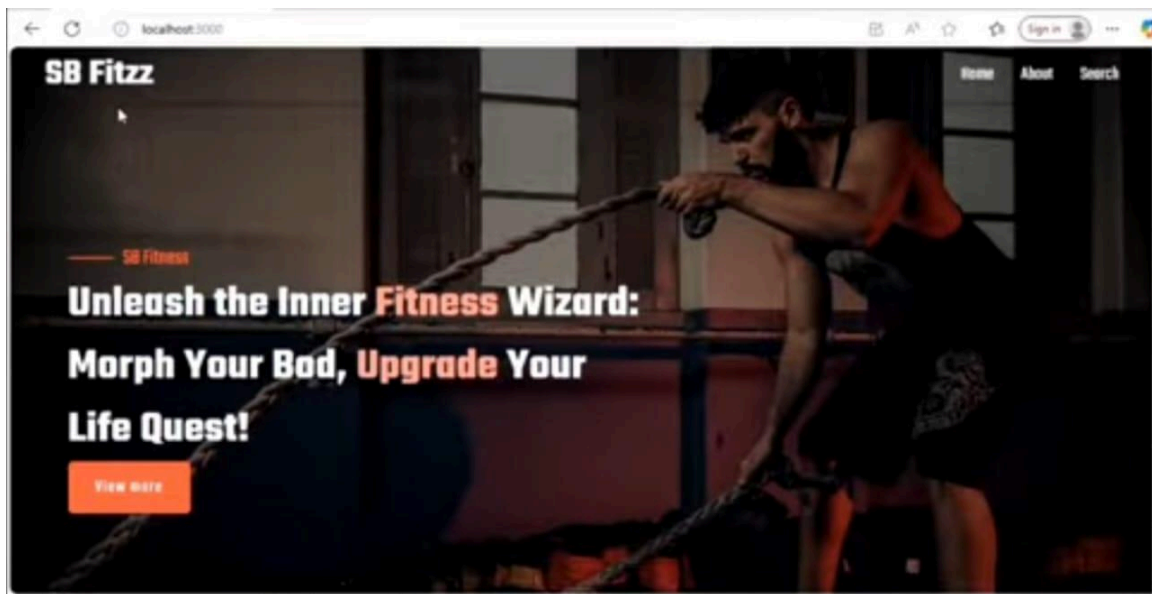 localhost:3000
Sign in
SB Fitzz
Home About Search
SB Fitness
Unleash the Inner Fitness Wizard:
Morph Your Bod, Upgrade Your
Life Quest!
View more